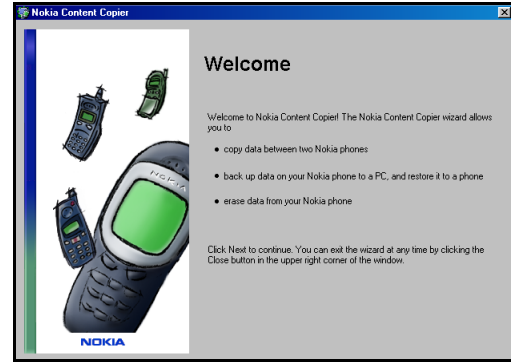 Nokia Content Copier
Welcome
Welcome to Nokia Content Copier! The Nokia Content Copier wizard allows
you to
• copy data between two Nokia phones
• back up data on your Nokia phone to a PC, and restore it to a phone
• erase data from your Nokia phone
Click Next to continue. You can exit the wizard at any time by clicking the
Close button in the upper right corner of the window.
NOKIA
NOKIA